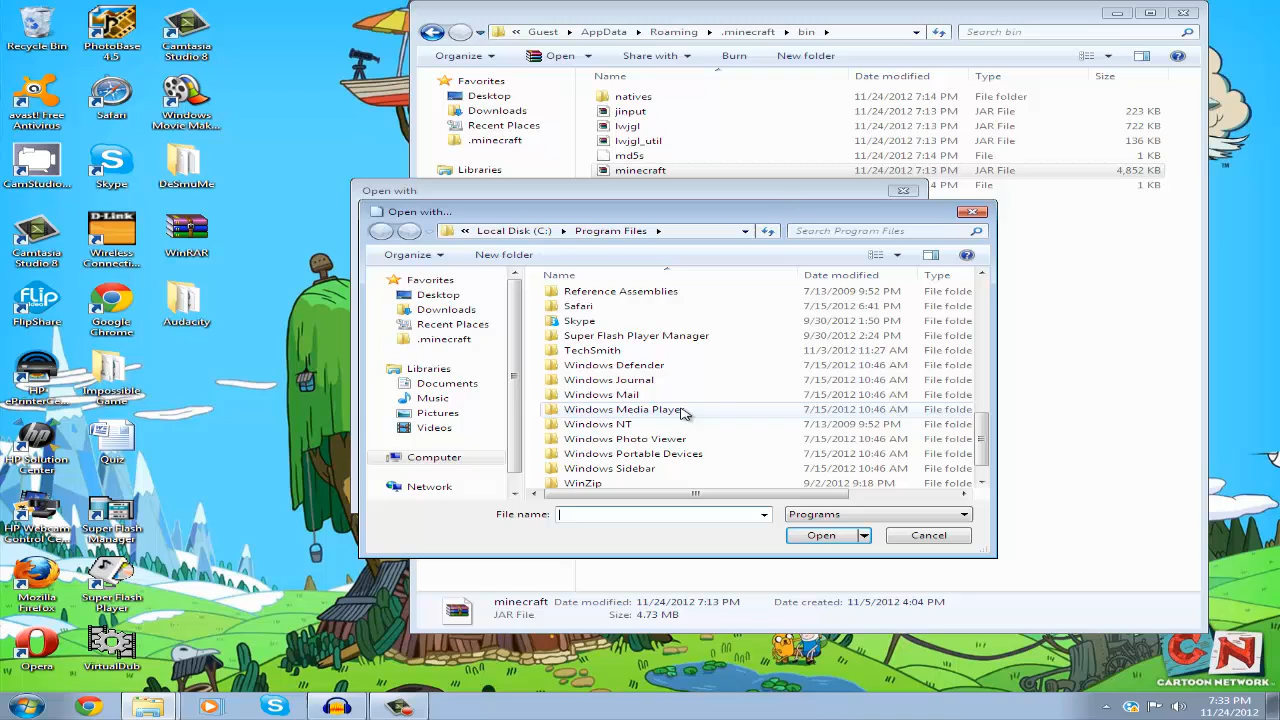 Recycle Bin
PhotoBase 4.5
Camtasia Studio 8
avast! Free Antivirus
Safari
Windows Movie Mak...
CamStudio...
Skype
DeSmuMe
Camtasia Studio 8
D-Link
Wireless Connecti...
WinRAR
flip
FlipShare
Google Chrome
Audacity
HP ePrinterCe...
Impossible Game
HP Solution Center
Quiz
HP Webcam Control Ce...
Super Flash Manager
Mozilla Firefox
Super Flash Player
Opera
VirtualDub
Guest AppData Roaming .minecraft bin
Search bin
Organize Open Share with Burn New folder
Favorites
Desktop
Downloads
Recent Places
.minecraft
Libraries
Name Date modified Type Size
natives 11/24/2012 7:14 PM File folder
jinput 11/24/2012 7:13 PM JAR File 223 KB
lwjgl 11/24/2012 7:13 PM JAR File 722 KB
lwjgl_util 11/24/2012 7:13 PM JAR File 136 KB
md5s 11/24/2012 7:13 PM File 1 KB
minecraft 11/24/2012 7:13 PM JAR File 4,852 KB
4 PM File 1 KB
Open with
Open with...
« Local Disk (C:) Program Files
Search Program Files
Organize New folder
Favorites
Desktop
Downloads
Recent Places
.minecraft
Libraries
Documents
Music
Pictures
Videos
Computer
Network
Name Date modified Type
Reference Assemblies 7/13/2009 9:52 PM File folde
Safari 7/15/2012 6:41 PM File folde
Skype 9/30/2012 1:50 PM File folde
Super Flash Player Manager 9/30/2012 2:24 PM File folde
TechSmith 11/3/2012 11:27 AM File folde
Windows Defender 7/15/2012 10:46 AM File folde
Windows Journal 7/15/2012 10:46 AM File folde
Windows Mail 7/15/2012 10:46 AM File folde
Windows Media Player 7/15/2012 10:46 AM File folde
Windows NT 7/13/2009 9:52 PM File folde
Windows Photo Viewer 7/15/2012 10:46 AM File folde
Windows Portable Devices 7/15/2012 10:46 AM File folde
Windows Sidebar 7/15/2012 10:46 AM File folde
WinZip 9/2/2012 9:18 PM File folde
File name: Programs
Open Cancel
minecraft Date modified: 11/24/2012 7:13 PM Date created: 11/5/2012 4:04 PM
JAR File Size: 4.73 MB
CN
CARTOON NETWORK
TM
7:33 PM
11/24/2012